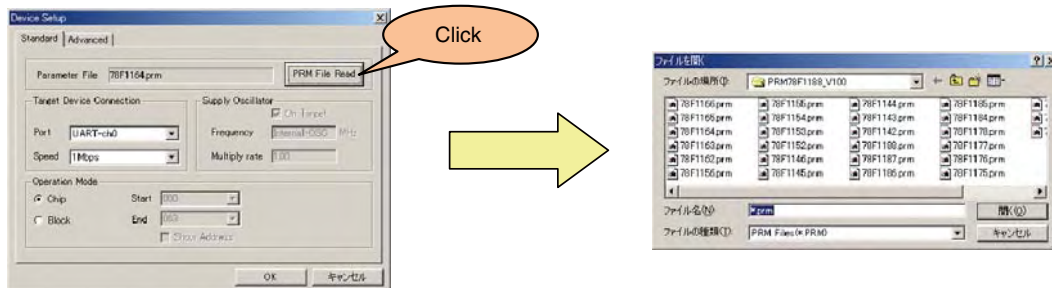 Device Setup
Standard
Advanced
Click
Parameter File 78F1164.prm
PRM File Read
Target Device Connection
Port UART-ch0
Speed 1Mbps
Supply Oscillator
On Target
Frequency Internal-OSC MHz
Multiply rate 1.00
Operation Mode
Chip
Block
Start 000
End 063
Show Address
OK
キャンセル
ファイルを開く
ファイルの場所(I):
PRM78F1188_V100
78F1166.prm 78F1155.prm 78F1144.prm 78F1185.prm
78F1165.prm 78F1154.prm 78F1143.prm 78F1184.prm
78F1164.prm 78F1153.prm 78F1142.prm 78F1178.prm
78F1163.prm 78F1152.prm 78F1188.prm 78F1177.prm
78F1162.prm 78F1146.prm 78F1187.prm 78F1176.prm
78F1156.prm 78F1145.prm 78F1186.prm 78F1175.prm
ファイル名(N):
*.prm
開く(O)
ファイルの種類(T):
PRM Files(*.PRM)
キャンセル